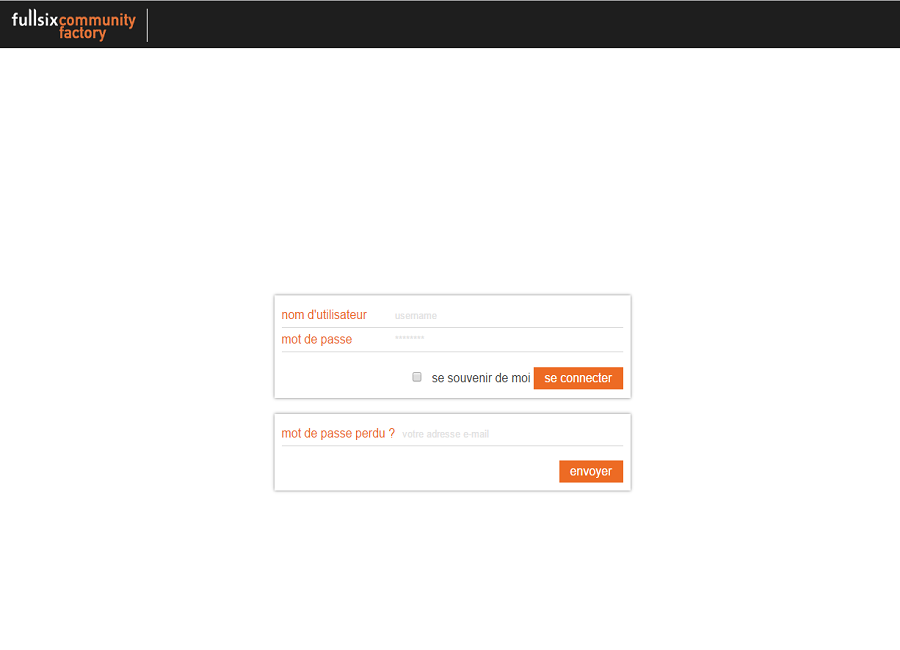 fullsixcommunity
factory
nom d'utilisateur username
mot de passe ********
se souvenir de moi se connecter
mot de passe perdu ? votre adresse e-mail
envoyer